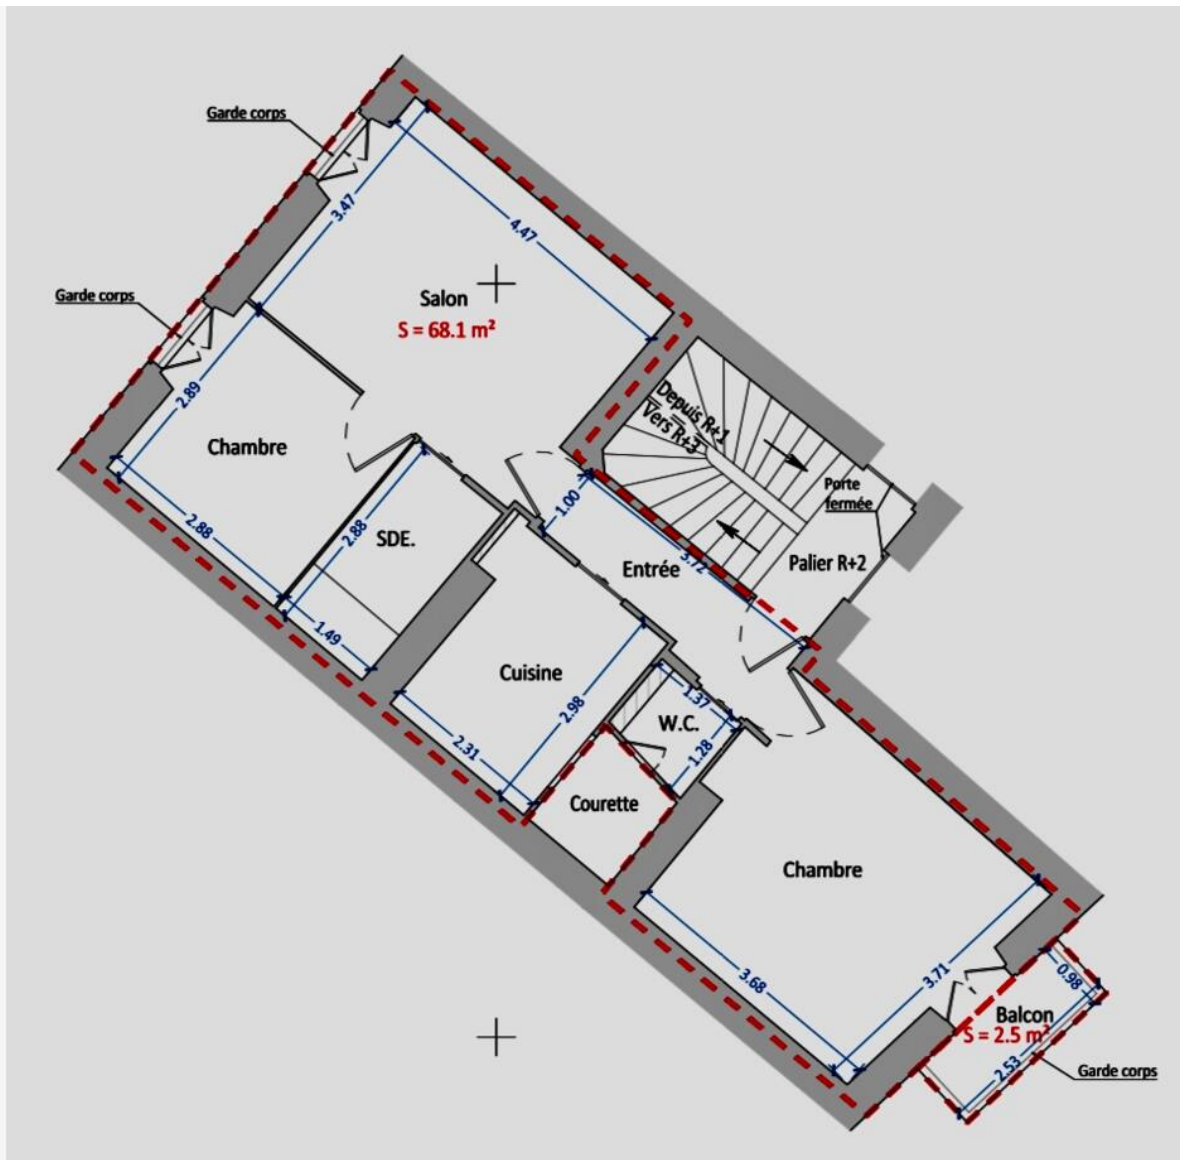 Garde corps
3.47
4.47
Garde corps
Salon
S = 68.1 m²
2.89
Depuis R+1
Vers R+3
Chambre
Porte
fermée
1.00
2.88
2.88
SDE.
3.72
Entrée
Palier R+2
1.49
Cuisine
2.98
1.37
W.C.
1.28
2.31
Courette
Chambre
3.68
3.71
0.98
Balcon
S = 2.5 m²
2.53
Garde corps